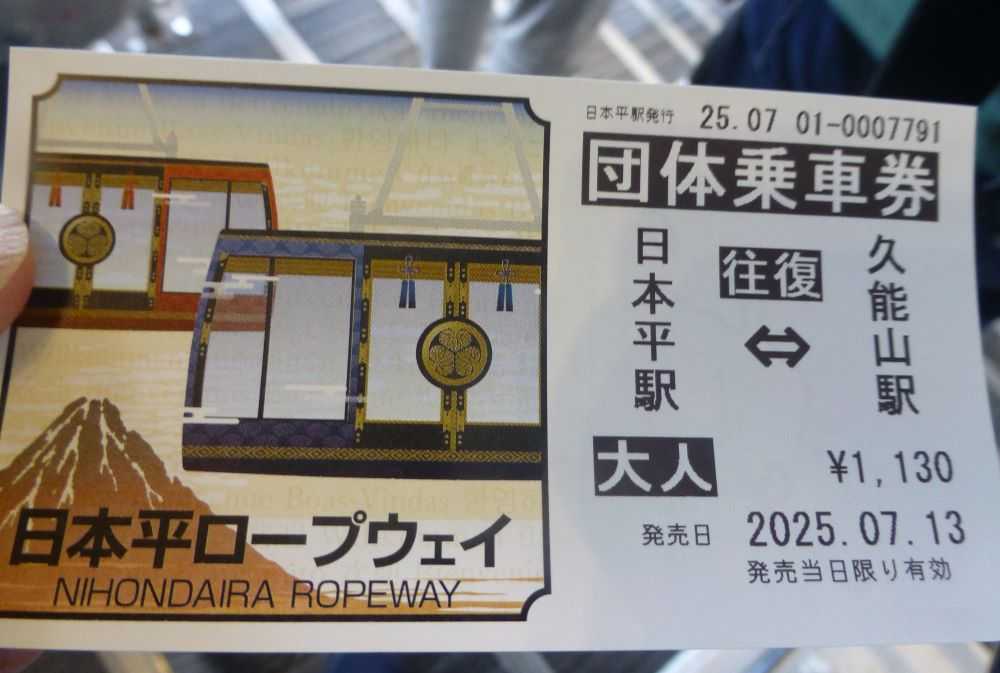 日本平ロープウェイ
NIHONDAIRA ROPEWAY
日本平駅発行 25.07 01-0007791
団体乗車券
日本平駅
往復
⇔
久能山駅
大人
¥1,130
発売日 2025.07.13
発売当日限り有効